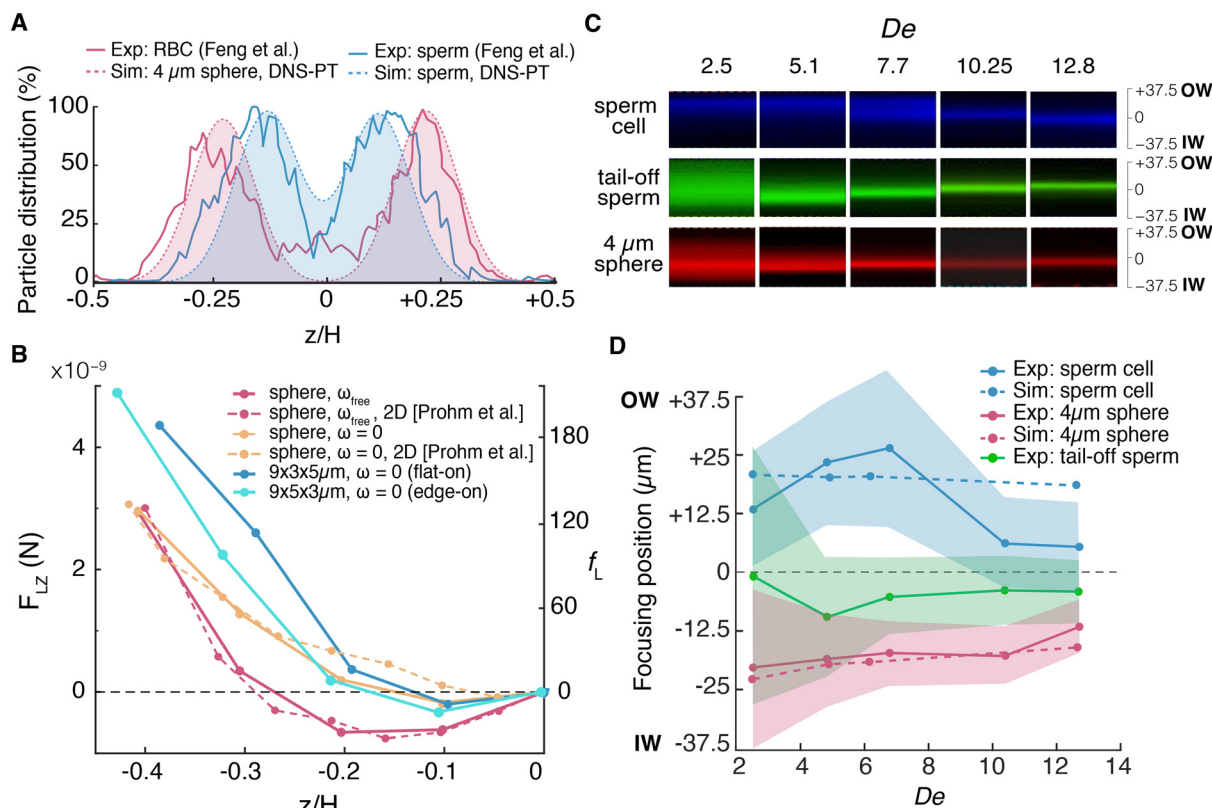 A
Exp: RBC (Feng et al.)
Exp: sperm (Feng et al.)
Sim: 4 µm sphere, DNS-PT
Sim: sperm, DNS-PT
Particle distribution (%)
100
50
25
0
-0.5
-0.25
0
+0.25
+0.5
z/H
B
x10⁻⁹
sphere, ωfree
sphere, ωfree, 2D [Prohm et al.]
sphere, ω = 0
sphere, ω = 0, 2D [Prohm et al.]
9x3x5µm, ω = 0 (flat-on)
9x5x3µm, ω = 0 (edge-on)
FLZ (N)
4
2
0
fL
180
120
60
0
-0.4
-0.3
-0.2
-0.1
0
z/H
C
De
2.5 5.1 7.7 10.25 12.8
sperm
cell
+37.5 OW
0
-37.5 IW
tail-off
sperm
+37.5 OW
0
-37.5 IW
4 µm
sphere
+37.5 OW
0
−37.5 IW
D
Exp: sperm cell
Sim: sperm cell
Exp: 4µm sphere
Sim: 4µm sphere
Exp: tail-off sperm
Focusing position (µm)
OW +37.5
+25
+12.5
0
-12.5
-25
IW -37.5
2 4 6 8 10 12 14
De